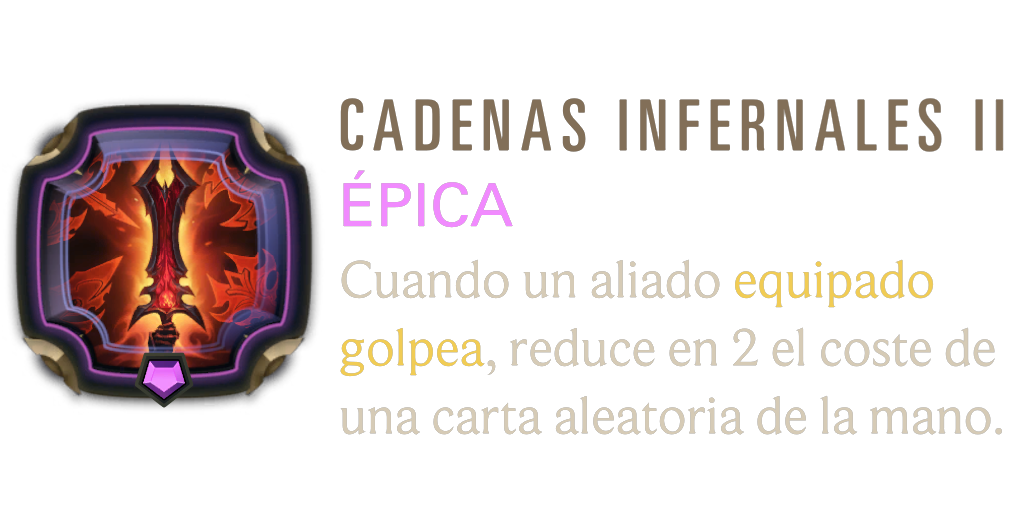 CADENAS INFERNALES II
ÉPICA
Cuando un aliado equipado
golpea, reduce en 2 el coste de
una carta aleatoria de la mano.